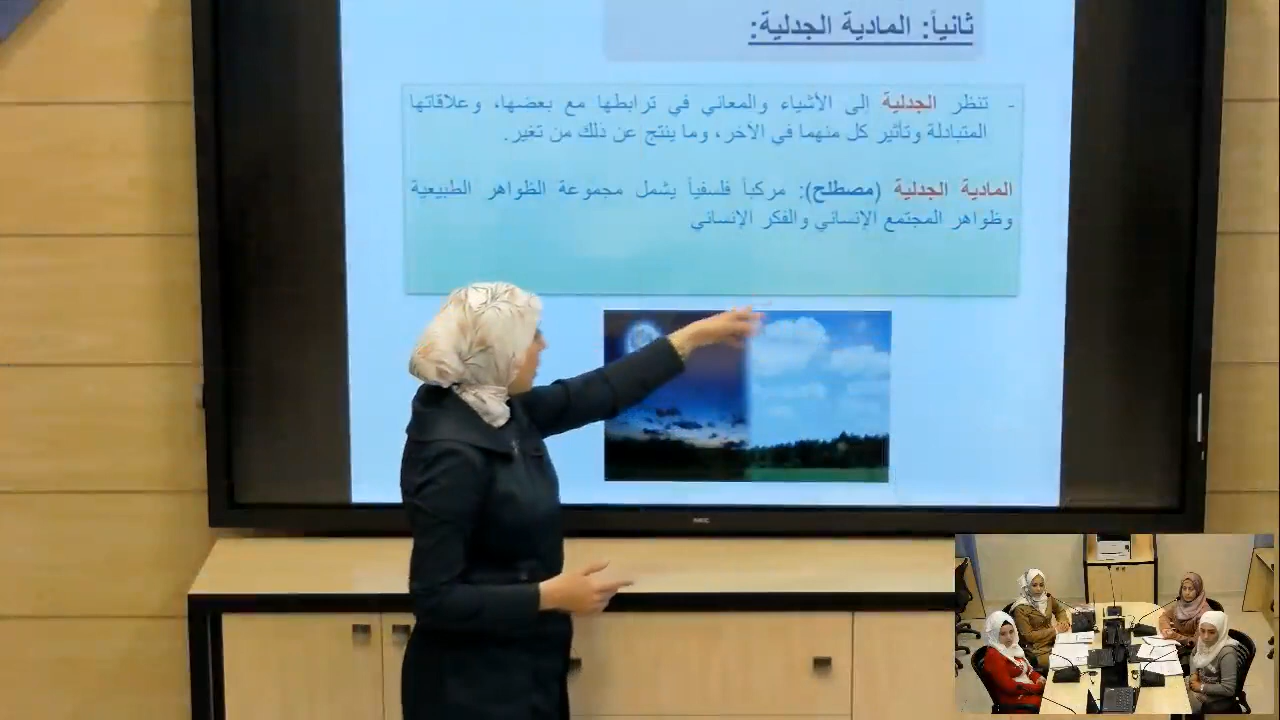 ثانياً: المادية الجدلية:
- تنظر الجدلية إلى الأشياء والمعاني في ترابطها مع بعضها، وعلاقاتها
المتبادلة وتأثير كل منهما في الآخر، وما ينتج عن ذلك من تغير.
المادية الجدلية (مصطلح): مركباً فلسفياً يشمل مجموعة الظواهر الطبيعية
وظواهر المجتمع الإنساني والفكر الإنساني
NEC